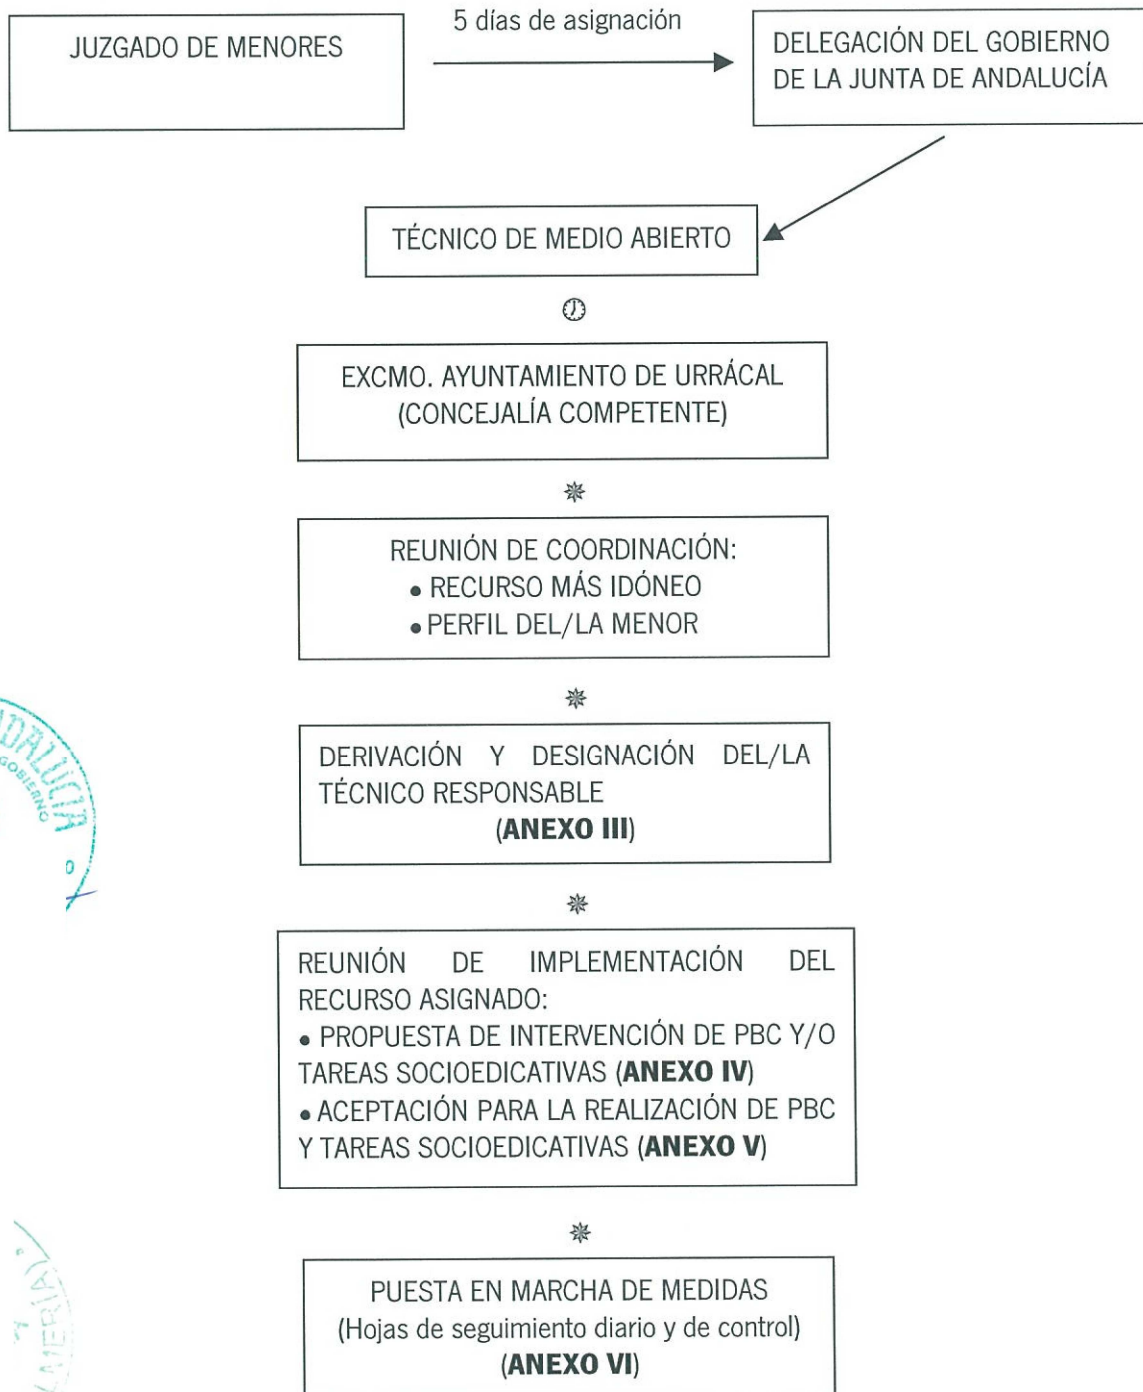 5 días de asignación
JUZGADO DE MENORES
DELEGACIÓN DEL GOBIERNO
DE LA JUNTA DE ANDALUCÍA
TÉCNICO DE MEDIO ABIERTO
EXCMO. AYUNTAMIENTO DE URRÁCAL
(CONCEJALÍA COMPETENTE)
REUNIÓN DE COORDINACIÓN:
• RECURSO MÁS IDÓNEO
• PERFIL DEL/LA MENOR
DERIVACIÓN Y DESIGNACIÓN DEL/LA
TÉCNICO RESPONSABLE
(ANEXO III)
REUNIÓN DE IMPLEMENTACIÓN DEL
RECURSO ASIGNADO:
• PROPUESTA DE INTERVENCIÓN DE PBC Y/O
TAREAS SOCIOEDICATIVAS (ANEXO IV)
• ACEPTACIÓN PARA LA REALIZACIÓN DE PBC
Y TAREAS SOCIOEDICATIVAS (ANEXO V)
PUESTA EN MARCHA DE MEDIDAS
(Hojas de seguimiento diario y de control)
(ANEXO VI)